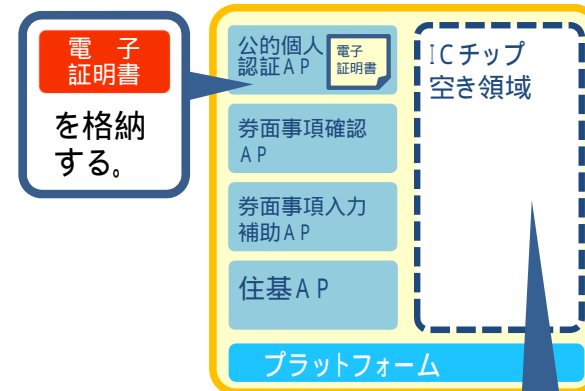 電 子
証明書
を格納
する。
公的個人
認証AP
電子
証明書
券面事項確認
AP
券面事項入力
補助AP
住基AP
ICチップ
空き領域
プラットフォーム